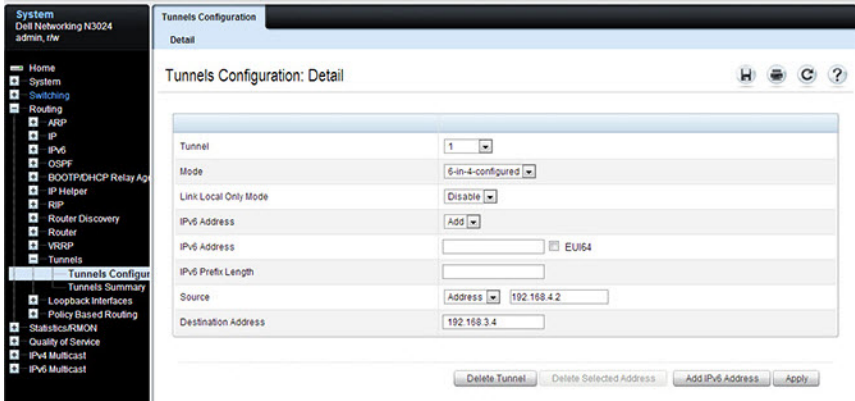 System
Dell Networking N3024
admin, r/w
Home
System
Switching
Routing
ARP
IP
IPv6
OSPF
BOOTP/DHCP Relay Age
IP Helper
RIP
Router Discovery
Router
VRRP
Tunnels
Tunnels Configur
Tunnels Summary
Loopback Interfaces
Policy Based Routing
Statistics/RMON
Quality of Service
IPv4 Multicast
IPv6 Multicast
Tunnels Configuration
Detail
Tunnels Configuration: Detail
Tunnel 1
Mode 6-in-4-configured
Link Local Only Mode Disable
IPv6 Address Add
IPv6 Address EUI64
IPv6 Prefix Length
Source Address 192.168.4.2
Destination Address 192.168.3.4
Delete Tunnel Delete Selected Address Add IPv6 Address Apply